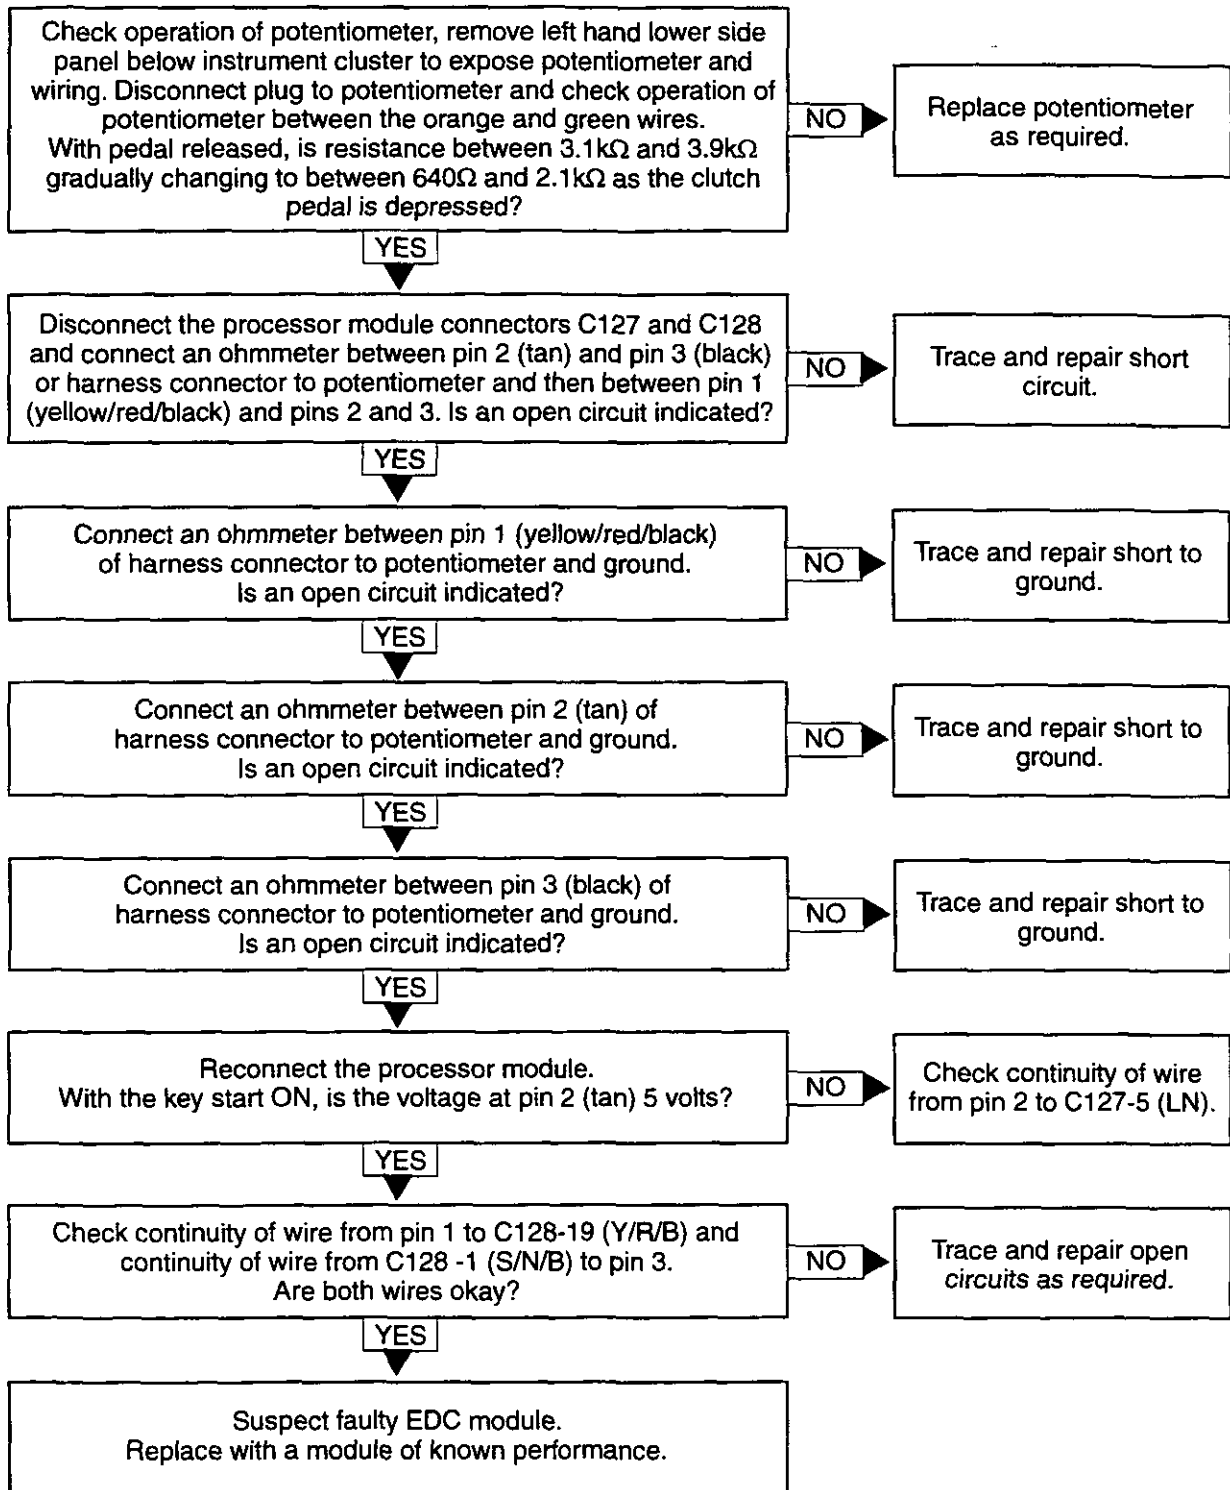 Check operation of potentiometer, remove left hand lower side
panel below instrument cluster to expose potentiometer and
wiring. Disconnect plug to potentiometer and check operation of
potentiometer between the orange and green wires.
With pedal released, is resistance between 3.1kΩ and 3.9kΩ
gradually changing to between 640Ω and 2.1kΩ as the clutch
pedal is depressed?
NO
Replace potentiometer
as required.
YES
Disconnect the processor module connectors C127 and C128
and connect an ohmmeter between pin 2 (tan) and pin 3 (black)
or harness connector to potentiometer and then between pin 1
(yellow/red/black) and pins 2 and 3. Is an open circuit indicated?
NO
Trace and repair short
circuit.
YES
Connect an ohmmeter between pin 1 (yellow/red/black)
of harness connector to potentiometer and ground.
Is an open circuit indicated?
NO
Trace and repair short to
ground.
YES
Connect an ohmmeter between pin 2 (tan) of
harness connector to potentiometer and ground.
Is an open circuit indicated?
NO
Trace and repair short to
ground.
YES
Connect an ohmmeter between pin 3 (black) of
harness connector to potentiometer and ground.
Is an open circuit indicated?
NO
Trace and repair short to
ground.
YES
Reconnect the processor module.
With the key start ON, is the voltage at pin 2 (tan) 5 volts?
NO
Check continuity of wire
from pin 2 to C127-5 (LN).
YES
Check continuity of wire from pin 1 to C128-19 (Y/R/B) and
continuity of wire from C128 -1 (S/N/B) to pin 3.
Are both wires okay?
NO
Trace and repair open
circuits as required.
YES
Suspect faulty EDC module.
Replace with a module of known performance.